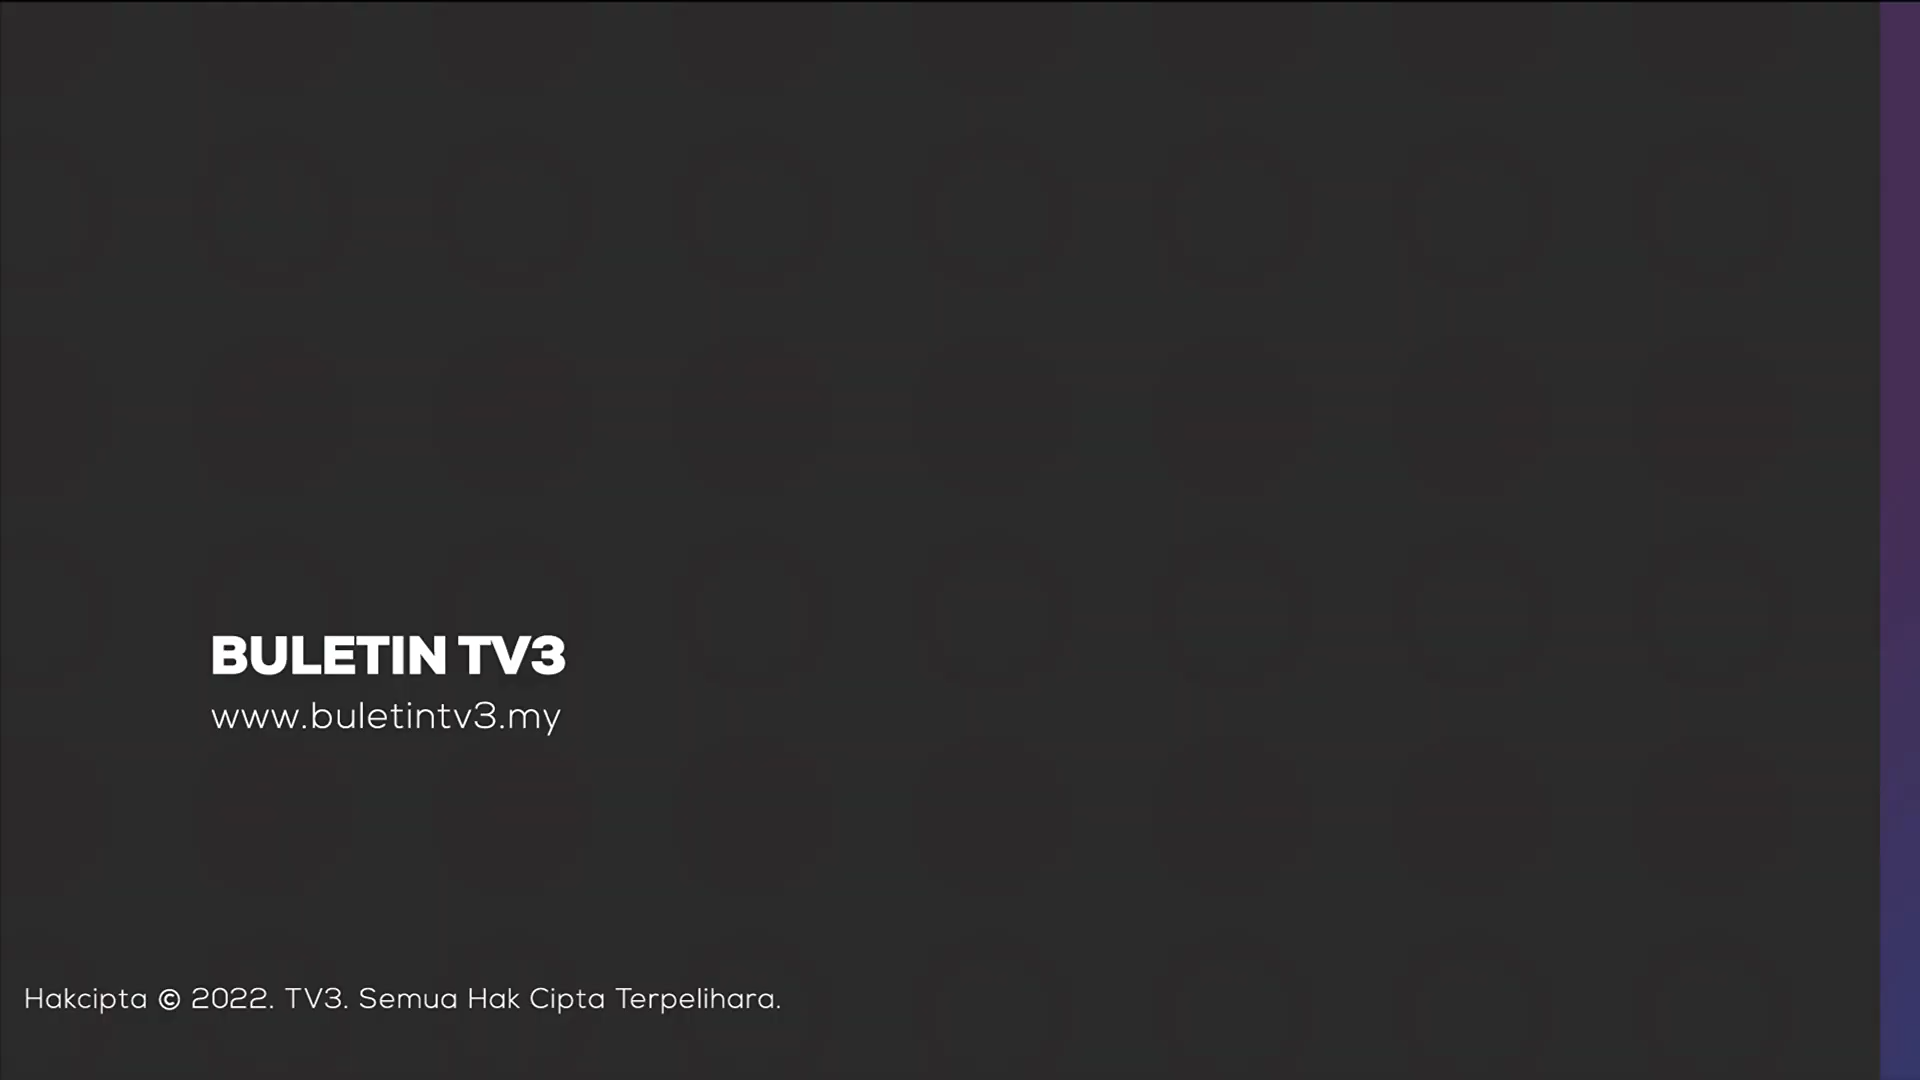 BULETIN TV3
www.buletintv3.my
Hakcipta © 2022. TV3. Semua Hak Cipta Terpelihara.